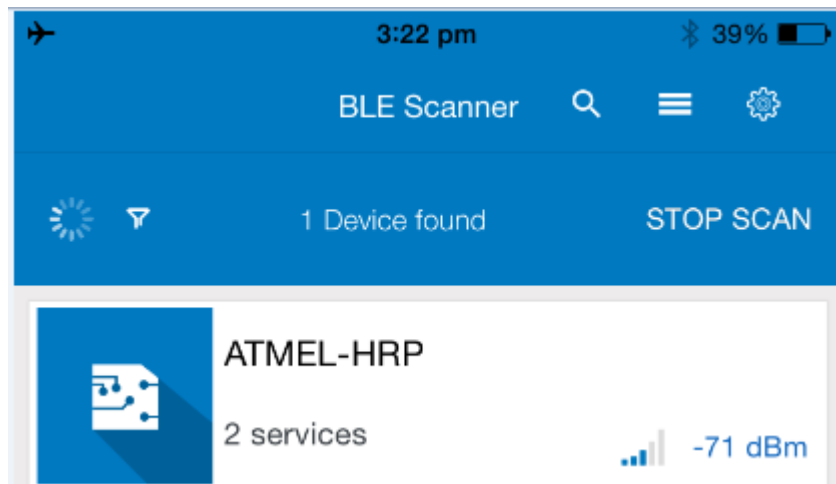 3:22 pm 39%
BLE Scanner
1 Device found STOP SCAN
ATMEL-HRP
2 services -71 dBm